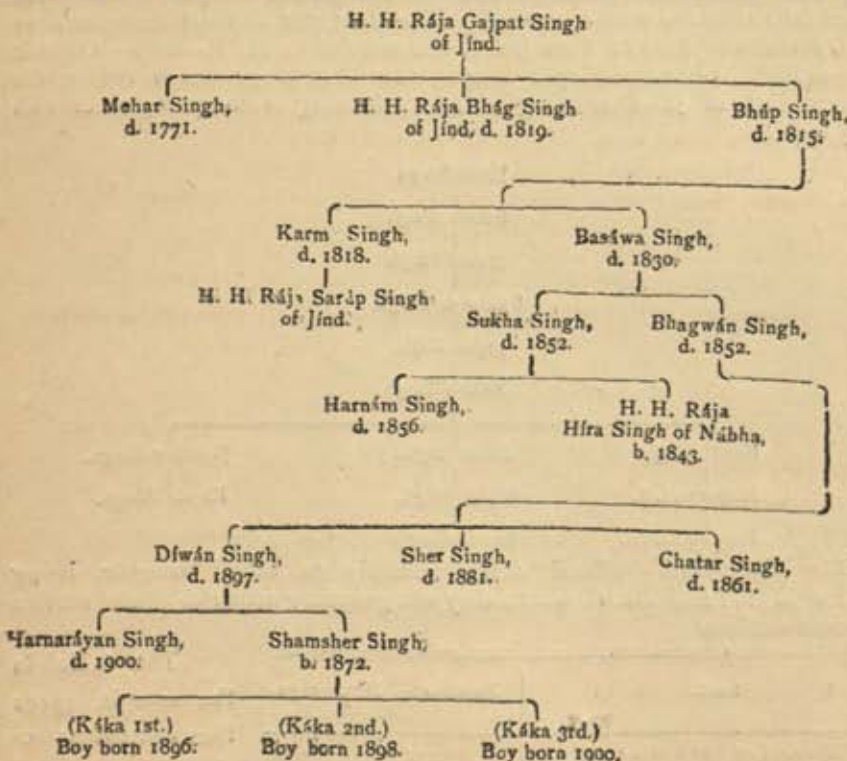 H. H. Rája Gajpat Singh
of Jínd.
Mehar Singh,
d. 1771.
H. H. Rája Bhág Singh
of Jínd, d. 1819.
Bhúp Singh,
d. 1815.
Karm Singh,
d. 1818.
Basáwa Singh,
d. 1830.
H. H. Rája Sarúp Singh
of Jínd.
Sukha Singh,
d. 1852.
Bhagwán Singh,
d. 1852.
Harnám Singh,
d. 1856.
H. H. Rája
Híra Singh of Nábha,
b. 1843.
Díwán Singh,
d. 1897.
Sher Singh,
d 1881.
Chatar Singh,
d. 1861.
Harnaráyan Singh,
d. 1900.
Shamsher Singh,
b. 1872.
(Káka 1st.)
Boy born 1896.
(Káka 2nd.)
Boy born 1898.
(Káka 3rd.)
Boy born 1900.